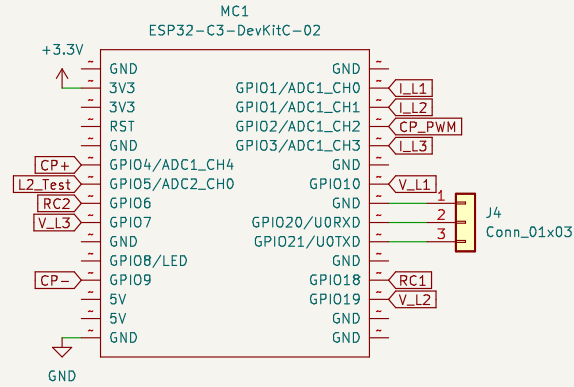 MC1
ESP32-C3-DevKitC-02
+3.3V
~ GND GND ~
~ 3V3 GPIO1/ADC1_CH0 ~ I_L1
~ 3V3 GPIO1/ADC1_CH1 ~ I_L2
~ RST GPIO2/ADC1_CH2 ~ CP_PWM
~ GND GPIO3/ADC1_CH3 ~ I_L3
CP+ ~ GPIO4/ADC1_CH4 GND ~
L2_Test ~ GPIO5/ADC2_CH0 GPIO10 ~ V_L1
RC2 ~ GPIO6 GND ~ 1
V_L3 ~ GPIO7 GPIO20/U0RXD ~ 2
~ GND GPIO21/U0TXD ~ 3
J4
Conn_01x03
~ GPIO8/LED GND ~
CP- ~ GPIO9 GPIO18 ~ RC1
~ 5V GPIO19 ~ V_L2
~ 5V GND ~
~ GND GND ~
GND